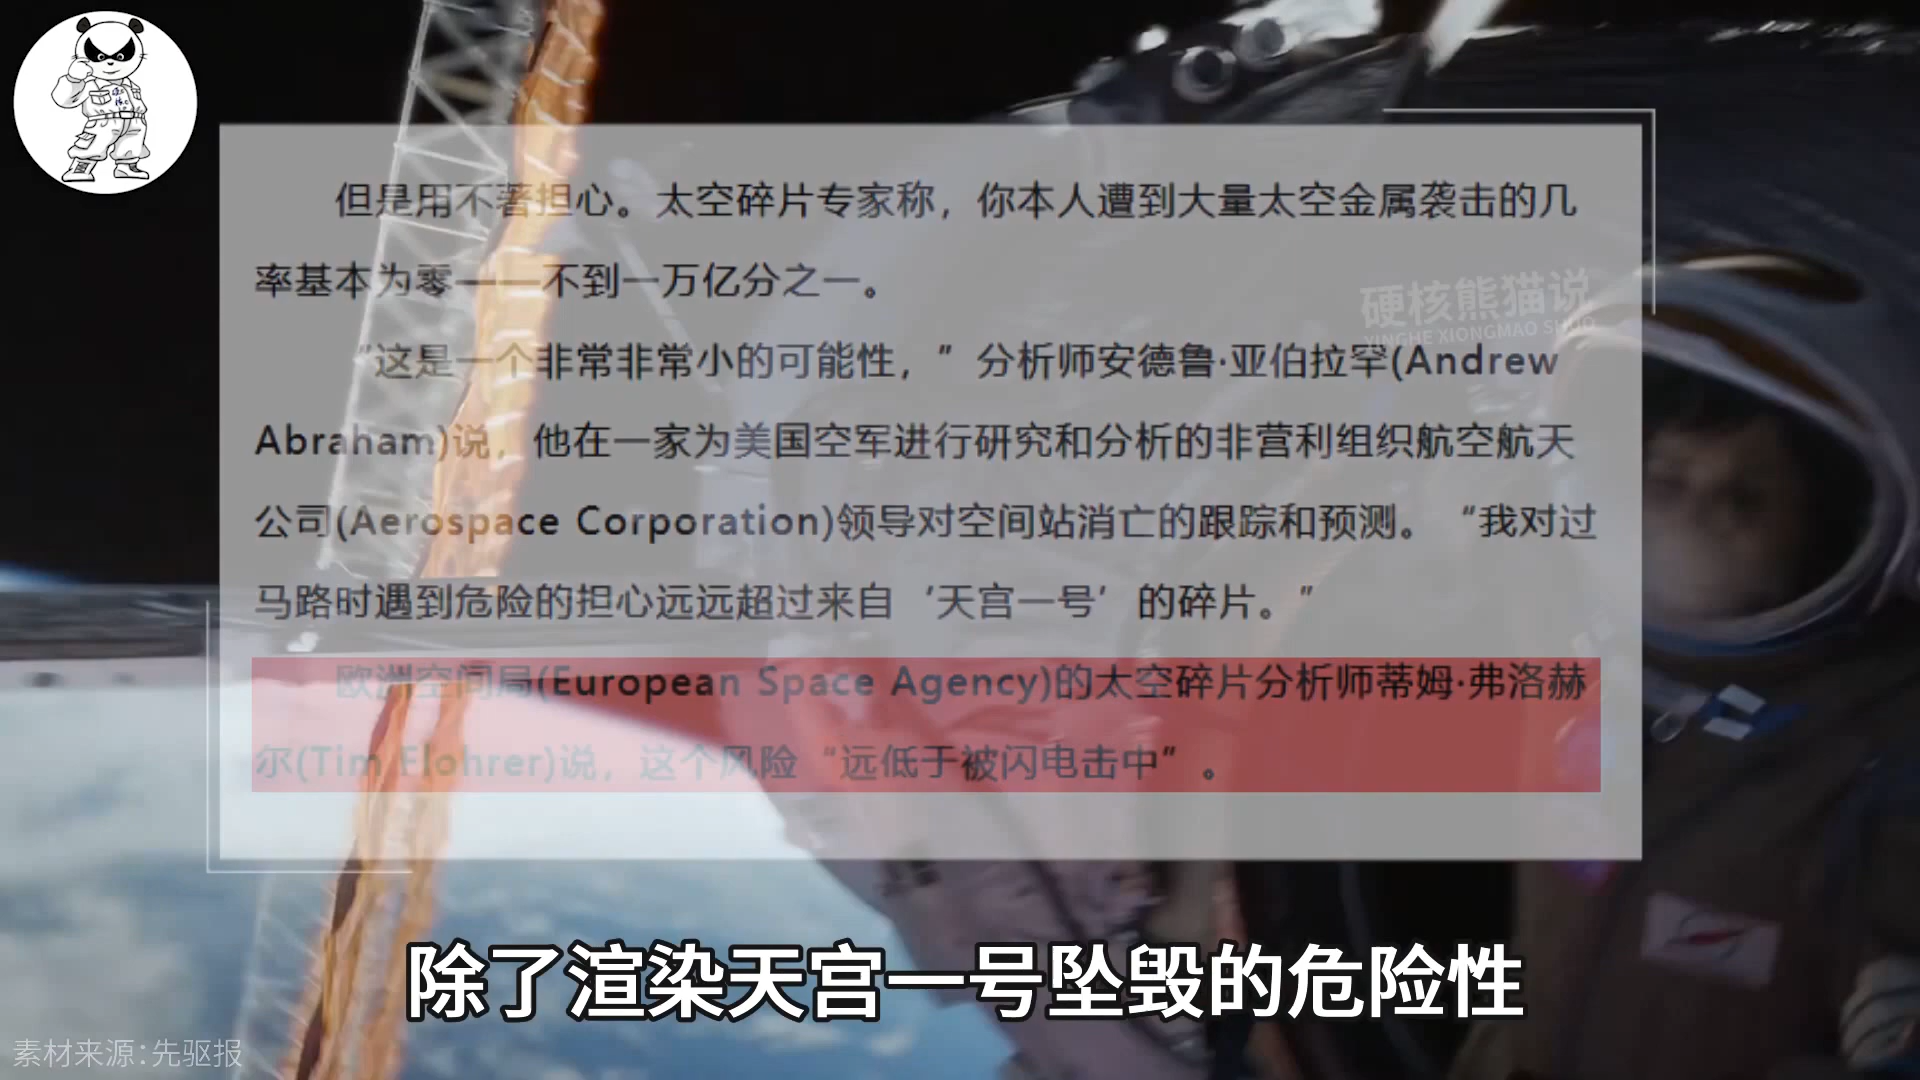 但是用不著担心。太空碎片专家称，你本人遭到大量太空金属袭击的几
率基本为零——不到一万亿分之一。
硬核熊猫说
YINGHE XIONGMAO SHUO
“这是一个非常非常小的可能性，”分析师安德鲁·亚伯拉罕(Andrew
Abraham)说，他在一家为美国空军进行研究和分析的非营利组织航空航天
公司(Aerospace Corporation)领导对空间站消亡的跟踪和预测。“我对过
马路时遇到危险的担心远远超过来自‘天宫一号’的碎片。”
欧洲空间局(European Space Agency)的太空碎片分析师蒂姆·弗洛赫
尔(Tim Flohrer)说，这个风险“远低于被闪电击中”。
除了渲染天宫一号坠毁的危险性
素材来源：先驱报